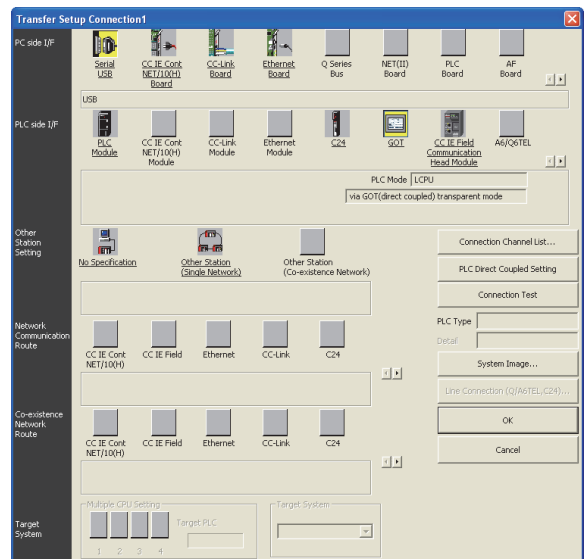 Transfer Setup Connection1
PC side I/F
Serial
USB
CC IE Cont
NET/10(H)
Board
CC-Link
Board
Ethernet
Board
Q Series
Bus
NET(II)
Board
PLC
Board
AF
Board
USB
PLC side I/F
PLC
Module
CC IE Cont
NET/10(H)
Module
CC-Link
Module
Ethernet
Module
C24
GOT
CC IE Field
Communication
Head Module
A6/Q6TEL
PLC Mode LCPU
via GOT(direct coupled) transparent mode
Other
Station
Setting
No Specification
Other Station
(Single Network)
Other Station
(Co-existence Network)
Connection Channel List...
PLC Direct Coupled Setting
Connection Test
PLC Type
Detail
System Image...
Line Connection (Q/A6TEL,C24)...
OK
Cancel
Network
Communication
Route
CC IE Cont
NET/10(H)
CC IE Field
Ethernet
CC-Link
C24
Co-existence
Network
Route
CC IE Cont
NET/10(H)
CC IE Field
Ethernet
CC-Link
C24
Target
System
Multiple CPU Setting
1 2 3 4
Target PLC
Target System